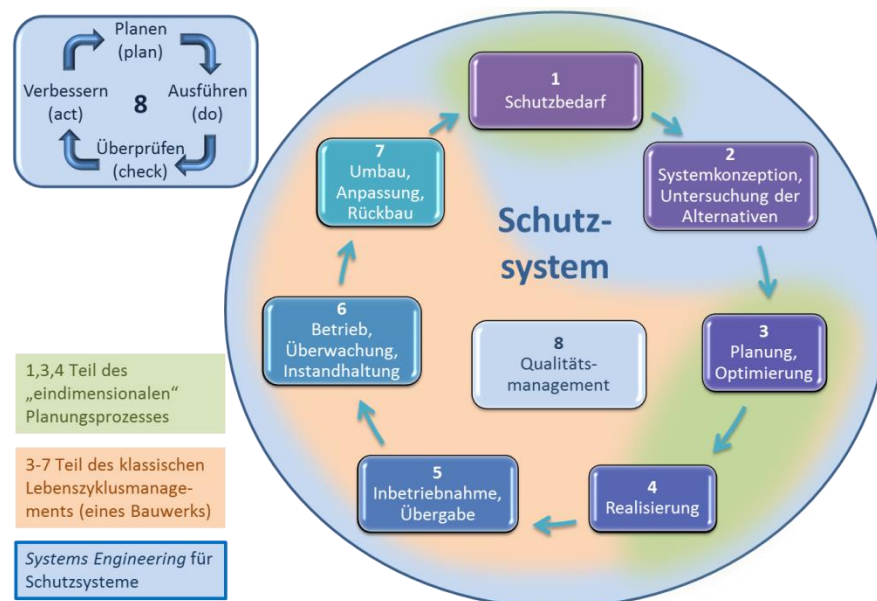 Planen
(plan)
Verbessern
(act)
8
Ausführen
(do)
Überprüfen
(check)
1
Schutzbedarf
2
Systemkonzeption,
Untersuchung der
Alternativen
3
Planung,
Optimierung
4
Realisierung
5
Inbetriebnahme,
Übergabe
6
Betrieb,
Überwachung,
Instandhaltung
7
Umbau,
Anpassung,
Rückbau
Schutz-
system
8
Qualitäts-
management
1,3,4 Teil des
„eindimensionalen“
Planungsprozesses
3-7 Teil des klassischen
Lebenszyklusmanage-
ments (eines Bauwerks)
Systems Engineering für
Schutzsysteme